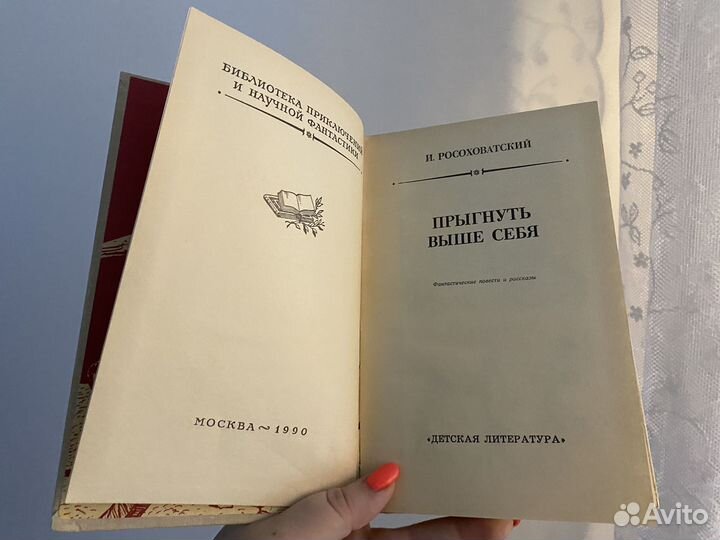 БИБЛИОТЕКА ПРИКЛЮЧЕНИЙ
И НАУЧНОЙ ФАНТАСТИКИ
МОСКВА ~ 1990
И. РОСОХОВАТСКИЙ
ПРЫГНУТЬ
ВЫШЕ СЕБЯ
Фантастические повести и рассказы
«ДЕТСКАЯ ЛИТЕРАТУРА»
Avito